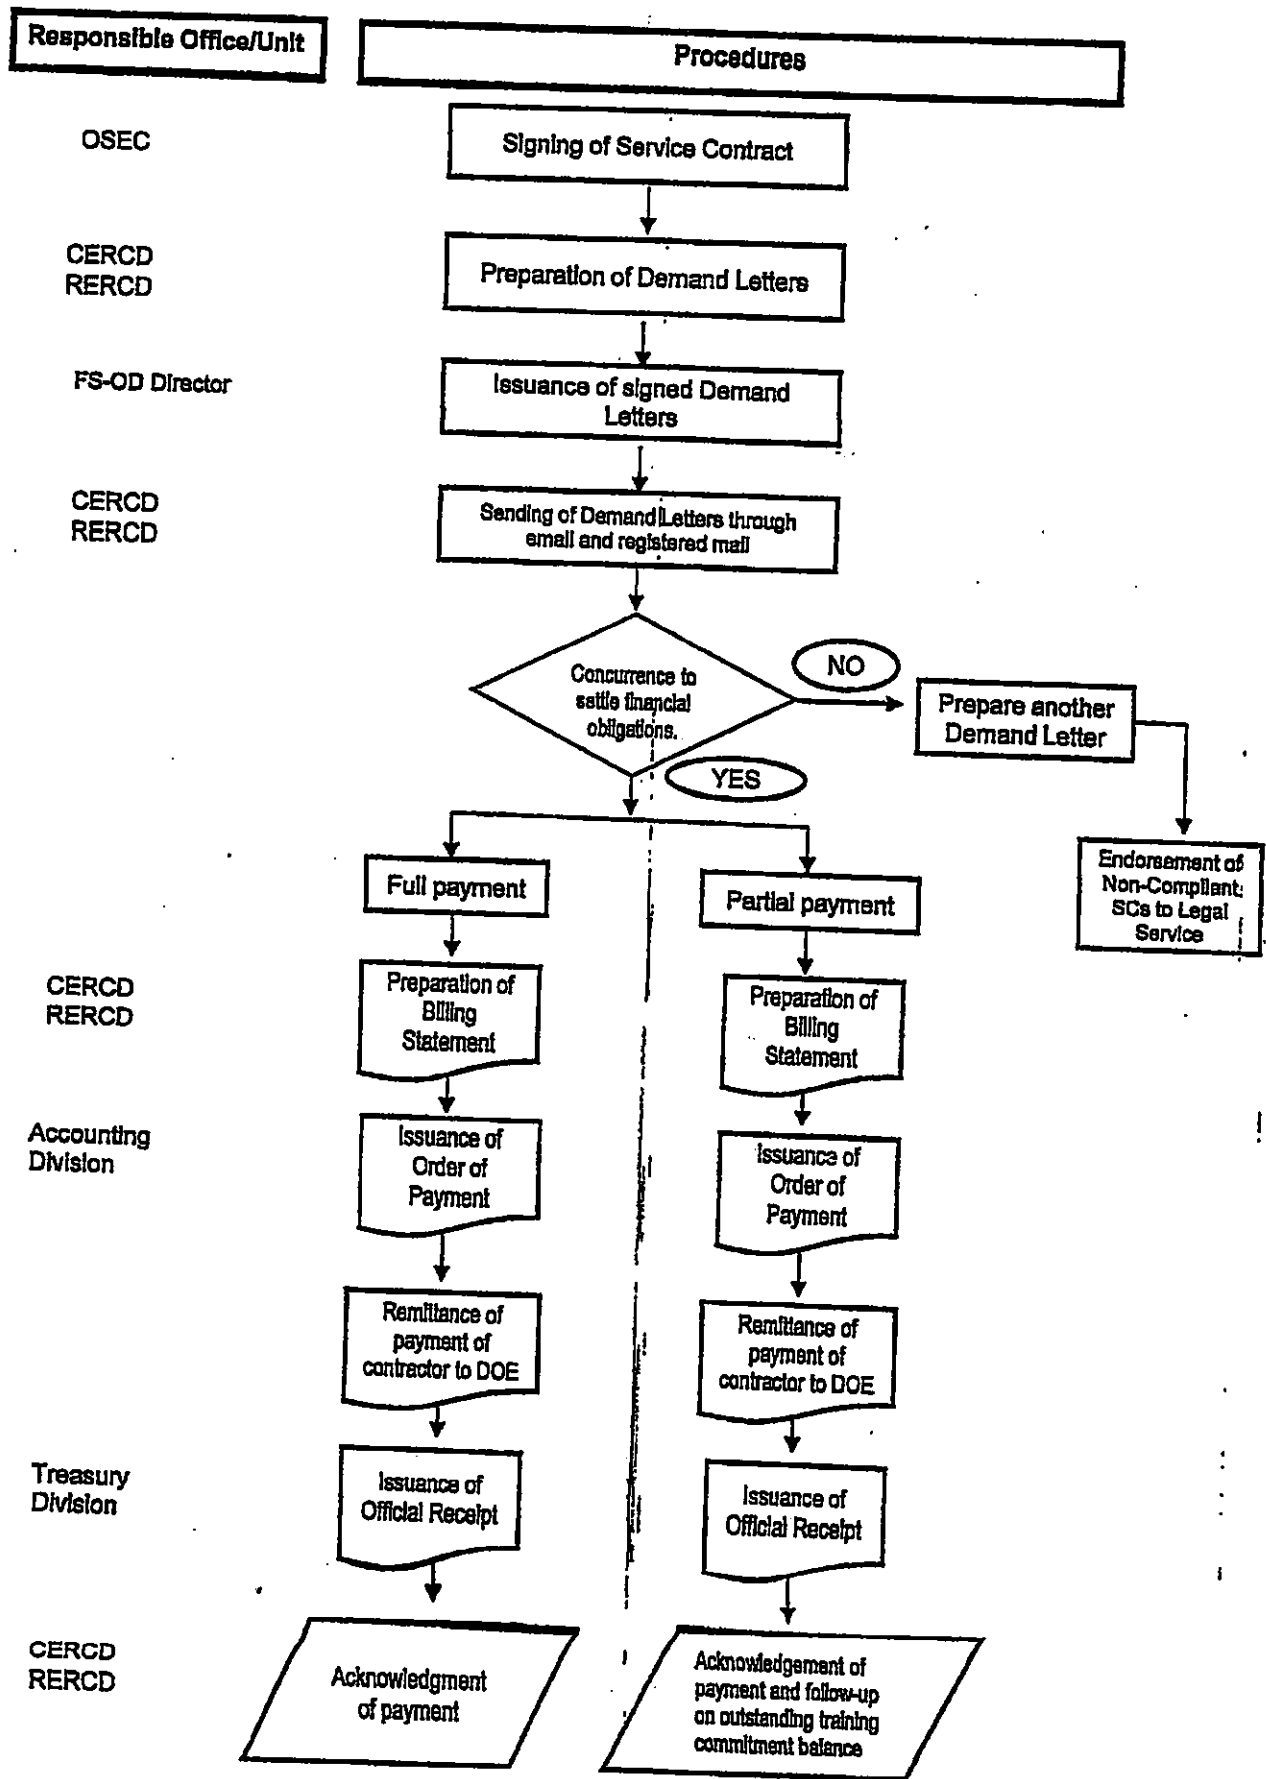 Responsible Office/Unit
Procedures
OSEC
Signing of Service Contract
CERCD
RERCD
Preparation of Demand Letters
FS-OD Director
Issuance of signed Demand
Letters
CERCD
RERCD
Sending of Demand Letters through
email and registered mail
Concurrence to
settle financial
obligations.
NO
Prepare another
Demand Letter
YES
Endorsement of
Non-Compliant
SCs to Legal
Service
Full payment
Partial payment
CERCD
RERCD
Preparation of
Billing
Statement
Preparation of
Billing
Statement
Accounting
Division
Issuance of
Order of
Payment
Issuance of
Order of
Payment
Remittance of
payment of
contractor to DOE
Remittance of
payment of
contractor to DOE
Treasury
Division
Issuance of
Official Receipt
Issuance of
Official Receipt
CERCD
RERCD
Acknowledgment
of payment
Acknowledgement of
payment and follow-up
on outstanding training
commitment balance